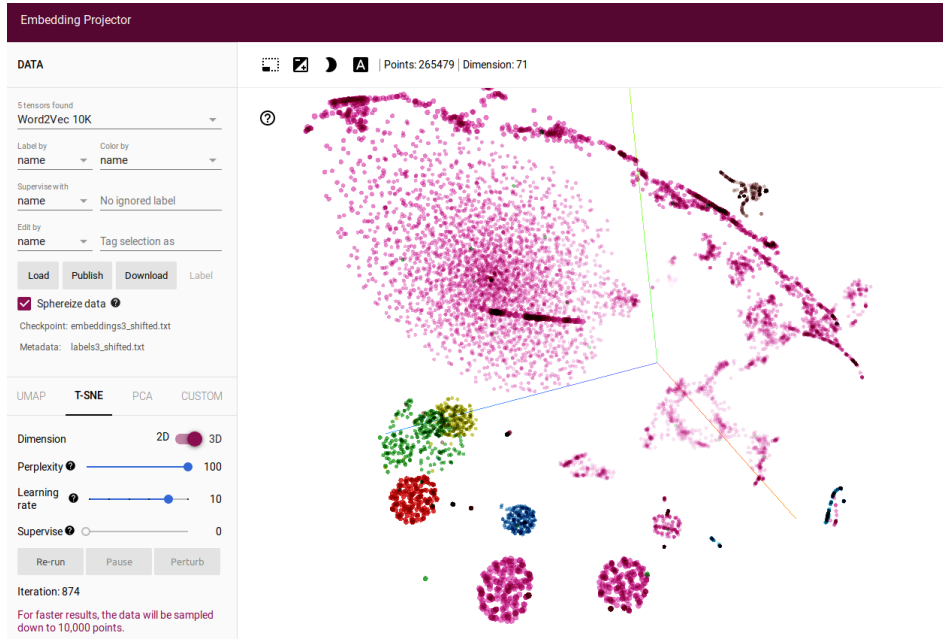 Embedding Projector
DATA
A | Points: 265479 | Dimension: 71
5 tensors found
Word2Vec 10K
Label by Color by
name name
Supervise with
name No ignored label
Edit by
name Tag selection as
Load Publish Download Label
Sphereize data ?
Checkpoint: embeddings3_shifted.txt
Metadata: labels3_shifted.txt
UMAP T-SNE PCA CUSTOM
Dimension 2D 3D
Perplexity ? 100
Learning
rate ? 10
Supervise ? 0
Re-run Pause Perturb
Iteration: 874
For faster results, the data will be sampled
down to 10,000 points.